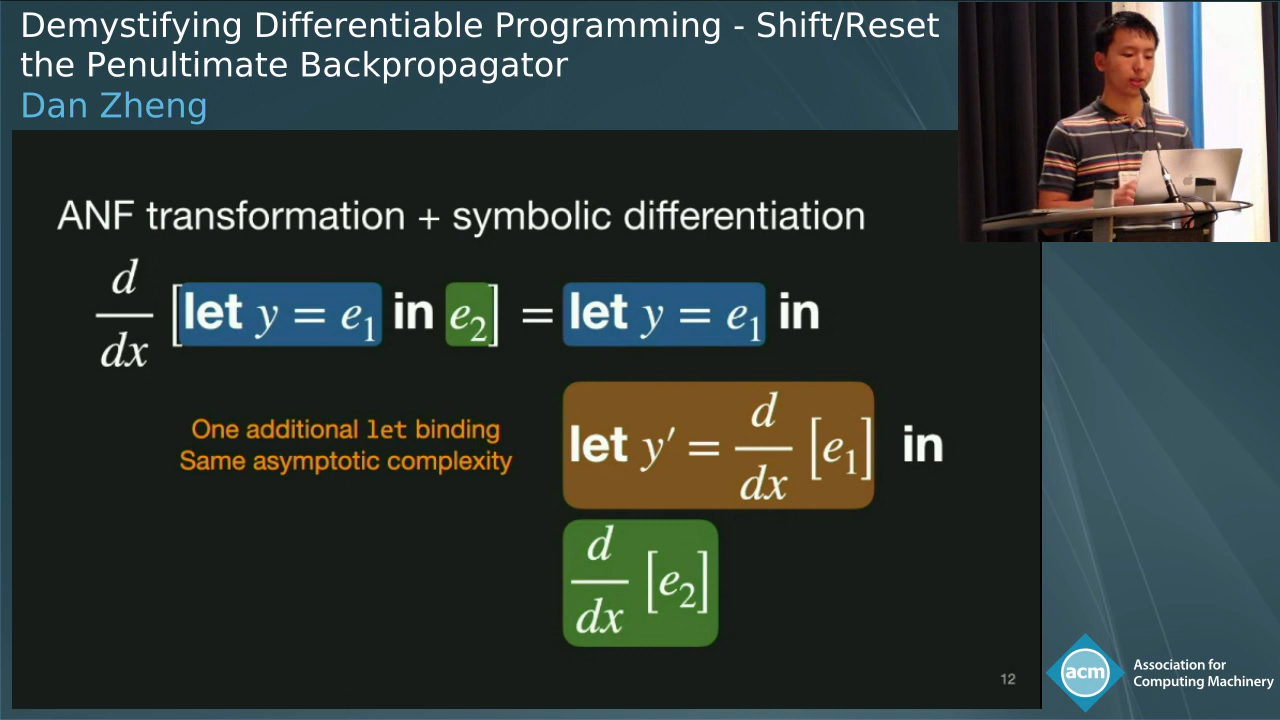 Demystifying Differentiable Programming - Shift/Reset
the Penultimate Backpropagator
Dan Zheng
ANF transformation + symbolic differentiation
d/dx [let y = e₁ in e₂] = let y = e₁ in
One additional let binding
Same asymptotic complexity
let y′ = d/dx [e₁] in
d/dx [e₂]
12
acm
Association for
Computing Machinery